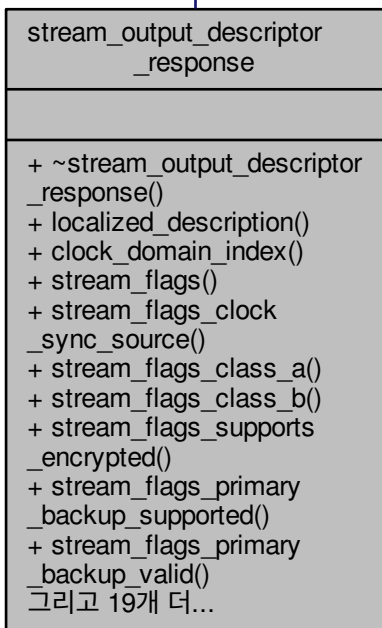 stream_output_descriptor
_response
+ ~stream_output_descriptor
_response()
+ localized_description()
+ clock_domain_index()
+ stream_flags()
+ stream_flags_clock
_sync_source()
+ stream_flags_class_a()
+ stream_flags_class_b()
+ stream_flags_supports
_encrypted()
+ stream_flags_primary
_backup_supported()
+ stream_flags_primary
_backup_valid()
그리고 19개 더...